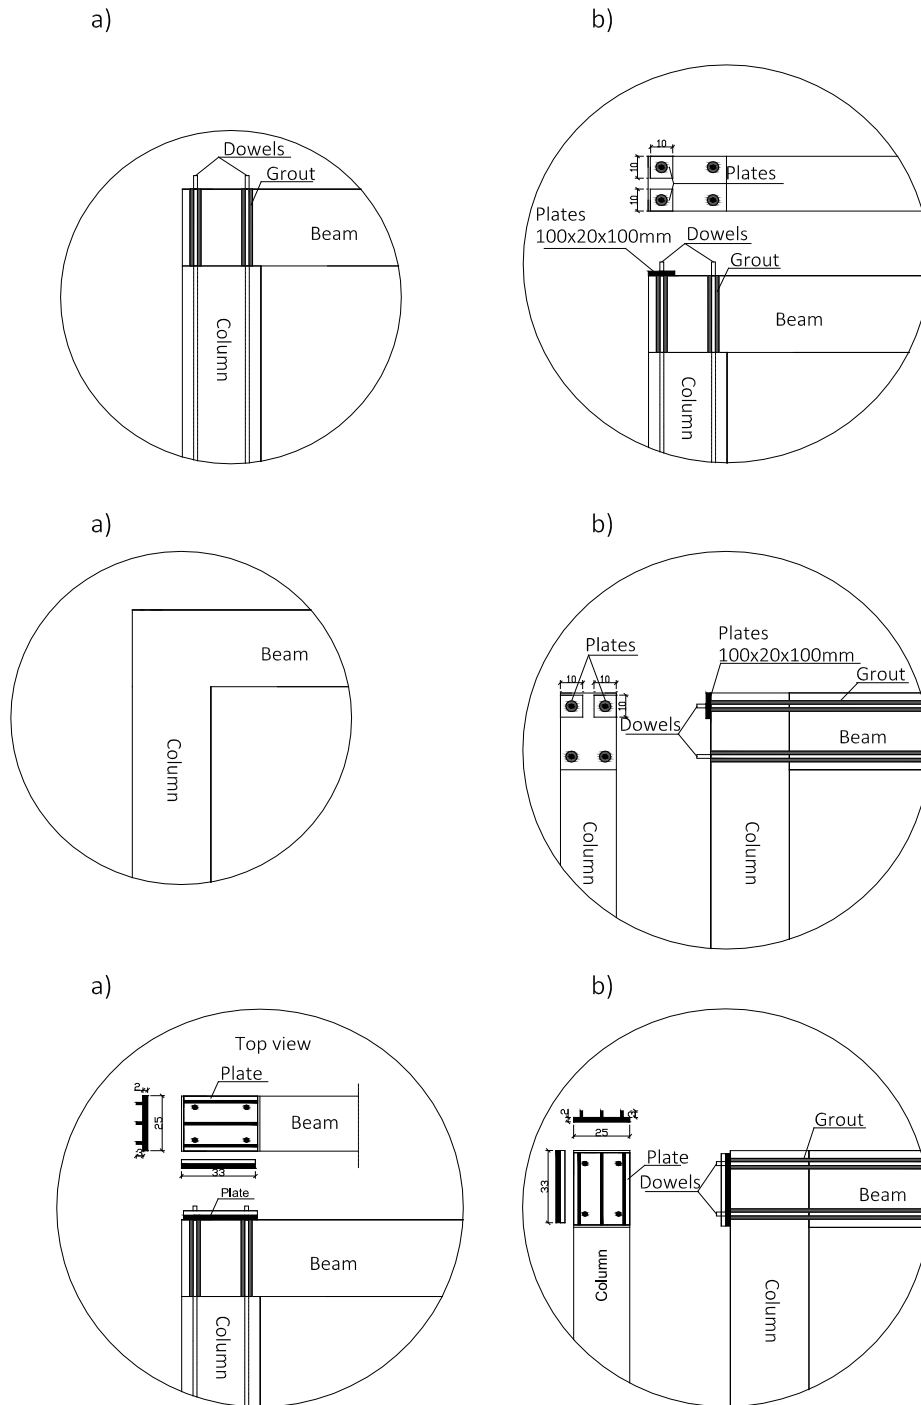 a)
Dowels
Grout
Beam
Column
b)
10
10
10
Plates
Plates
100x20x100mm
Dowels
Grout
Beam
Column
a)
Beam
Column
b)
Plates
10
10
10
Plates
100x20x100mm
Grout
Dowels
Beam
Column
Column
a)
Top view
Plate
2
25
Beam
33
Plate
Beam
Column
b)
2
25
33
Plate
Dowels
Grout
Beam
Column
Column